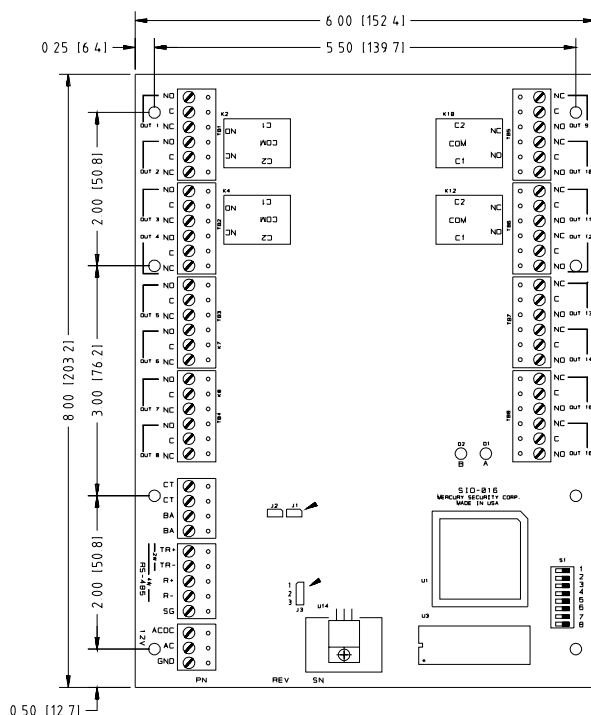 6.00 [152.4]
0.25 [6.4]
5.50 [139.7]
8.00 [203.2]
2.00 [50.8]
3.00 [76.2]
2.00 [50.8]
0.50 [12.7]
NO
C
NC
OUT 1
NO
C
NC
OUT 2
TB1
NO
C
NC
OUT 3
NO
C
NC
OUT 4
TB2
NO
C
NC
OUT 5
NO
C
NC
OUT 6
TB3
K7
NO
C
NC
OUT 7
NO
C
NC
OUT 8
K8
TB4
K2
NO
NC
C1
COM
C2
K4
NO
NC
C1
COM
C2
K10
C2
COM
C1
NC
NO
K12
C2
COM
C1
NC
NO
TB5
NC
C
NO
OUT 9
NC
C
NO
OUT 10
TB6
NC
C
NO
OUT 11
NC
C
NO
OUT 12
TB7
NC
C
NO
OUT 13
NC
C
NO
OUT 14
TB8
NC
C
NO
OUT 15
NC
C
NO
OUT 16
D2
B
D1
A
SIO-016
MERCURY SECURITY CORP.
MADE IN USA
CT
CT
BA
BA
J2
J1
TR+
TR-
R+
R-
SG
2W
4W
RS-485
1
2
3
J3
U14
U1
U3
S1
1
2
3
4
5
6
7
8
12V
ACDC
AC
GND
PN
REV
SN